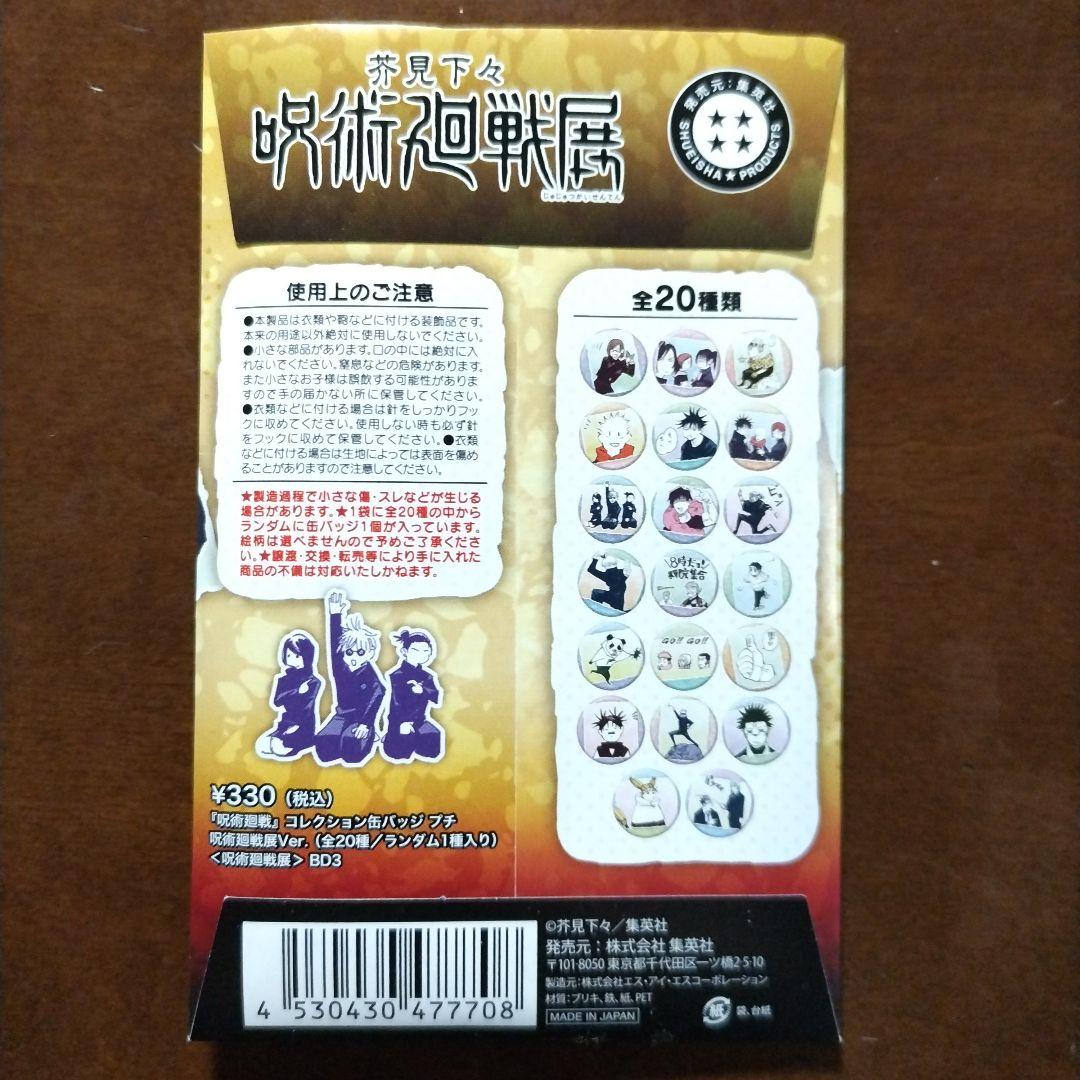 芥見下々
呪術廻戦展
じゅじゅつかいせんてん
発売元:集英社
SHUEISHA★PRODUCTS
使用上のご注意
●本製品は衣類や鞄などに付ける装飾品です。
本来の用途以外絶対に使用しないでください。
●小さな部品があります。口の中には絶対に入
れないでください。窒息などの危険があります。
また小さなお子様は誤飲する可能性がありま
すので手の届かない所に保管してください。
●衣類などに付ける場合は針をしっかりフッ
クに収めてください。使用しない時も必ず針
をフックに収めて保管してください。●衣類
などに付ける場合は生地によっては表面を傷め
ることがありますので注意してください。
★製造過程で小さな傷・スレなどが生じる
場合があります。★1袋に全20種の中から
ランダムに缶バッジ1個が入っています。
絵柄は選べませんので予めご了承くださ
い。★譲渡・交換・転売等により手に入れた
商品の不備は対応いたしかねます。
全20種類
8時だョ!
病院集合
GO!! GO!!
¥330(税込)
『呪術廻戦』コレクション缶バッジ プチ
呪術廻戦展Ver.(全20種/ランダム1種入り)
<呪術廻戦展> BD3
4 530430 477708
©芥見下々/集英社
発売元:株式会社 集英社
〒101-8050 東京都千代田区一ツ橋2-5-10
製造元:株式会社エス・アイ・エスコーポレーション
材質:ブリキ、鉄、紙、PET
MADE IN JAPAN
紙
袋、台紙